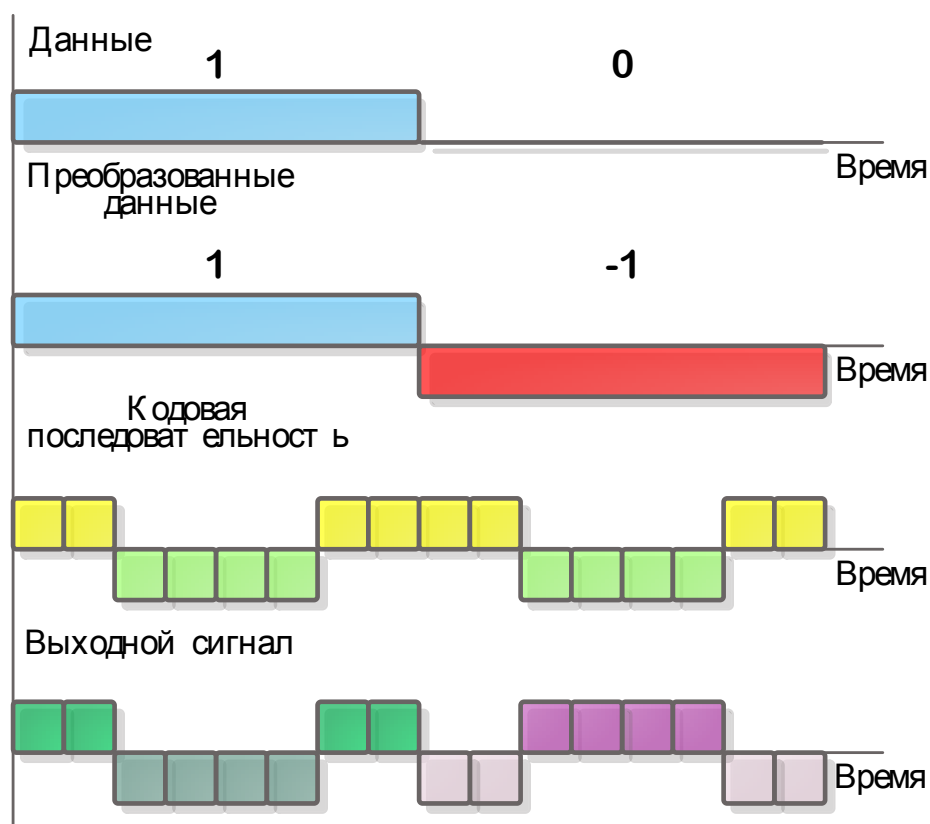 Данные
1 0
Время
Преобразованные
данные
1 -1
Время
Кодовая
последовательность
Время
Выходной сигнал
Время